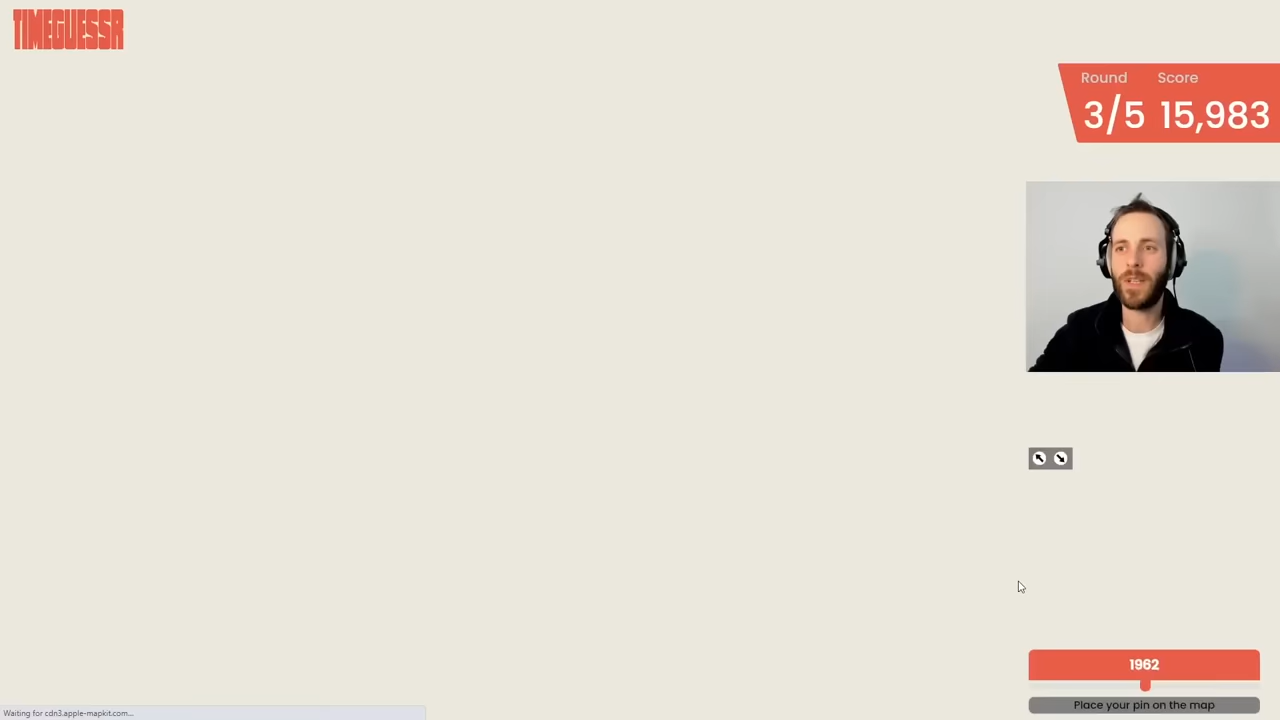 TIMEGUESSR
Round Score
3/5 15,983
1962
Place your pin on the map
Waiting for cdn3.apple-mapkit.com...